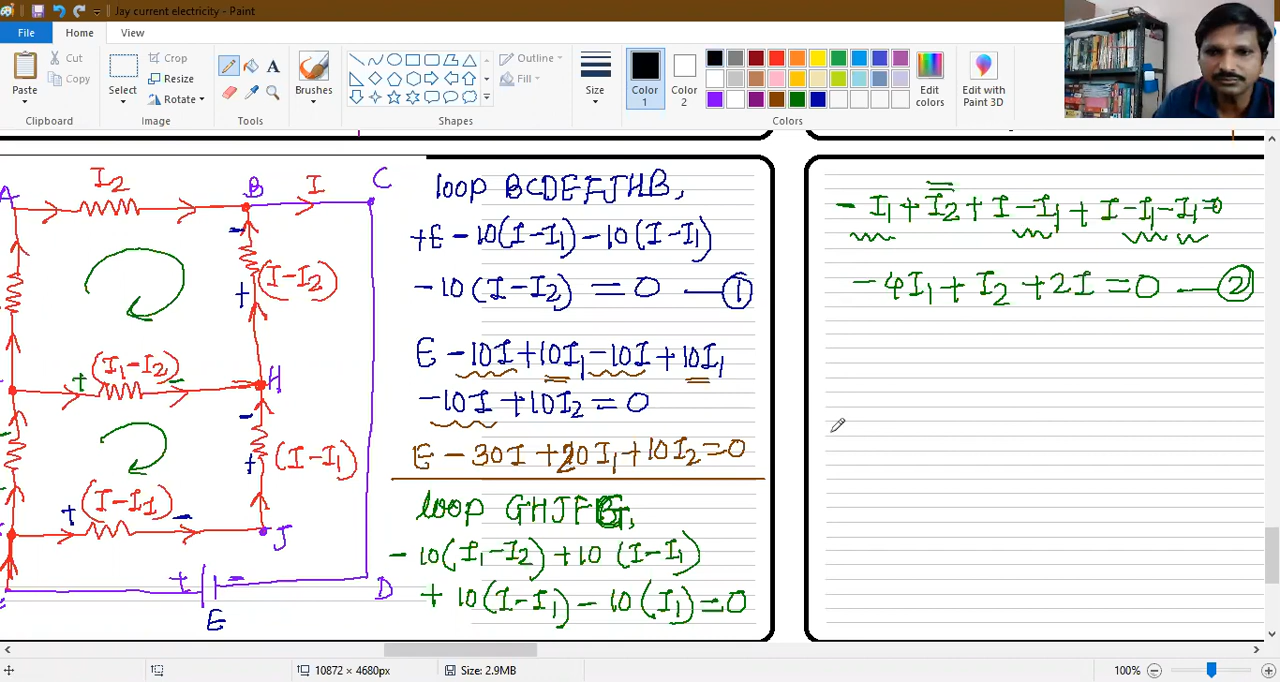 Jay current electricity - Paint
File Home View
Paste Cut Copy Clipboard
Select Crop Resize Rotate Image
A Tools
Brushes
Outline Fill Shapes
Size
Color 1 Color 2
Edit colors
Edit with Paint 3D
Colors
A I₂ B I C
(I-I₂)
(I₁-I₂) H
+ -
(I-I₁)
(I-I₁)
+ - J
+ - D
E
loop BCDEFJHB,
+E - 10(I-I₁) - 10(I-I₁)
- 10(I-I₂) = 0 — ①
E - 10I + 10I₁ - 10I + 10I₁
- 10I + 10I₂ = 0
E - 30I + 20I₁ + 10I₂ = 0
loop GHJFG,
- 10(I₁-I₂) + 10(I-I₁)
+ 10(I-I₁) - 10(I₁) = 0
- I₁ + I₂ + I - I₁ + I - I₁ - I₁ = 0
- 4I₁ + I₂ + 2I = 0 — ②
10872 × 4680px
Size: 2.9MB
100%